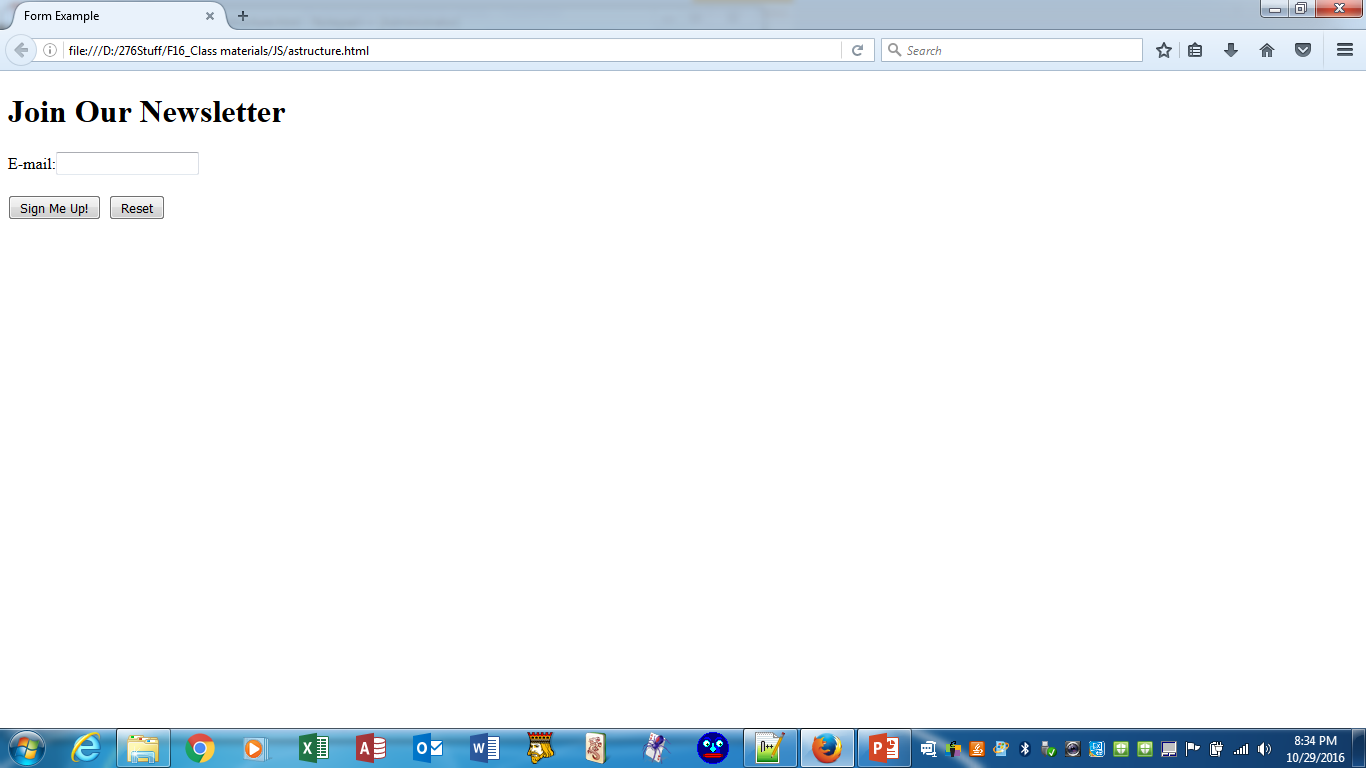 Form Example
file:///D:/276Stuff/F16_Class materials/JS/astructure.html
Search
Join Our Newsletter
E-mail:
Sign Me Up! Reset
8:34 PM
10/29/2016